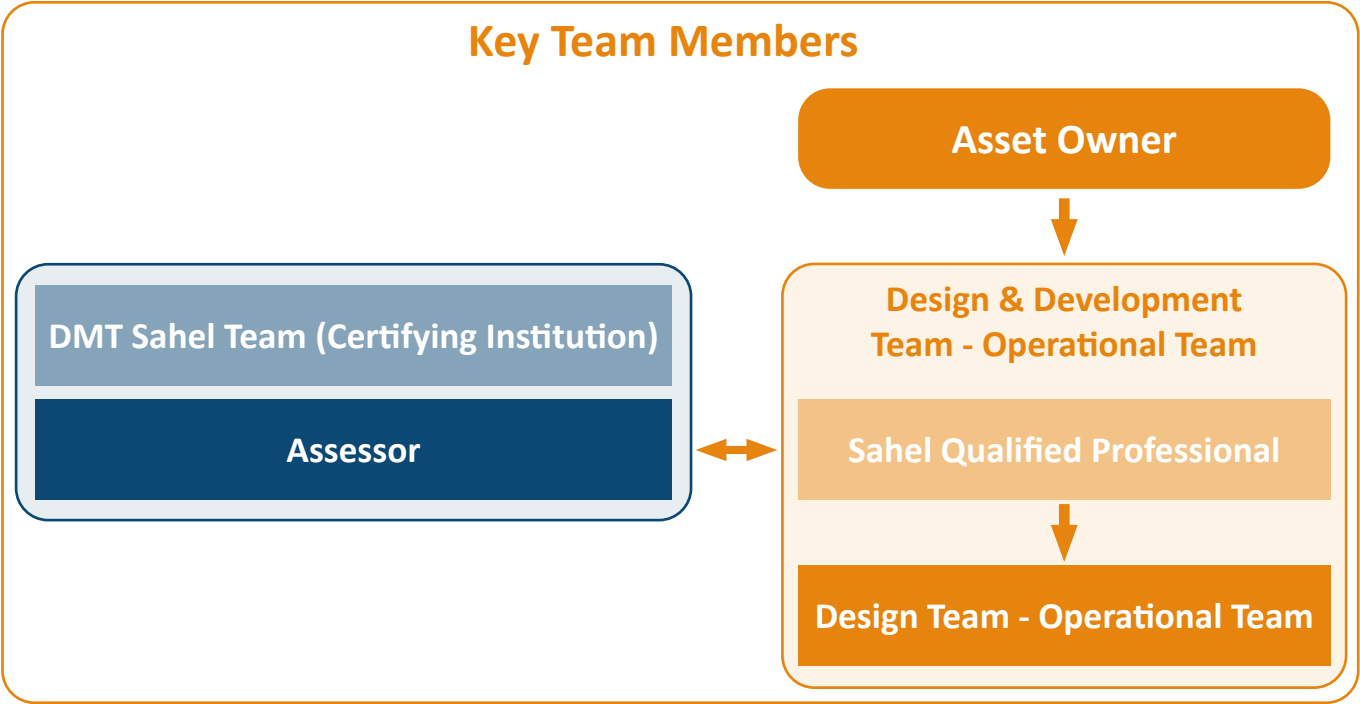 Key Team Members
Asset Owner
DMT Sahel Team (Certifying Institution)
Assessor
Design & Development
Team - Operational Team
Sahel Qualified Professional
Design Team - Operational Team